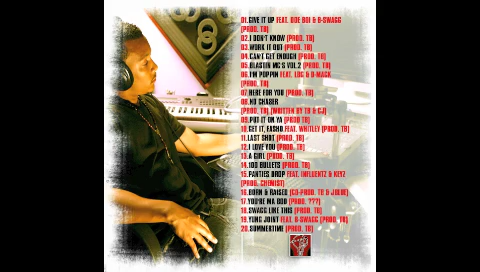 01.GIVE IT UP FEAT. DOE BOI & B-SWAGG
[PROD. TB]
02.I DON'T KNOW [PROD. TB]
03.WORK IT OUT [PROD. TB]
04.CAN'T GET ENOUGH [PROD. TB]
05.BLASTEN MC'S VOL.2 [PROD. TB]
06.I'M POPPIN FEAT. LBG & D-MACK
[PROD. TB]
07.HERE FOR YOU [PROD. TB]
08.NO CHASER
[PROD. TB] [WRITTEN BY TB & CJ]
09.PUT IT ON YA [PROD TB]
10.GET IT, FASHO FEAT. WHITLEY [PROD. TB]
11.LAST SHOT [PROD. TB]
12.I LOVE YOU [PROD. TB]
13.A GIRL [PROD. TB]
14.100 BULLETS [PROD. TB]
15.PANTIES DROP FEAT. INFLUENTZ & KEYZ
[PROD. CHEMIST]
16.BORN & RAISED [CO-PROD. TB & ]
17.YOU'RE MA BOO [PROD. ???]
18.SWAGG LIKE THIS [PROD. TB]
19.YUNG JOINT FEAT. B-SWAGG [PROD. TB]
20.SUMMERTIME [PROD. TB]